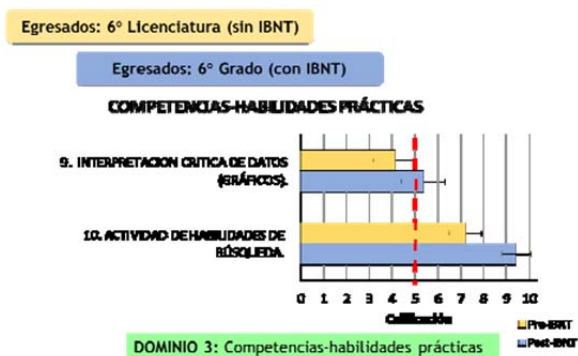 Egresados: 6º Licenciatura (sin IBNT)
Egresados: 6º Grado (con IBNT)
COMPETENCIAS-HABILIDADES PRÁCTICAS
9. INTERPRETACION CRITICA DE DATOS
(GRÁFICOS).
10. ACTIVIDAD DE HABILIDADES DE
BÚSQUEDA.
0 1 2 3 4 5 6 7 8 9 10
Calificación
Pre-IBNT
Post-IBNT
DOMINIO 3: Competencias-habilidades prácticas